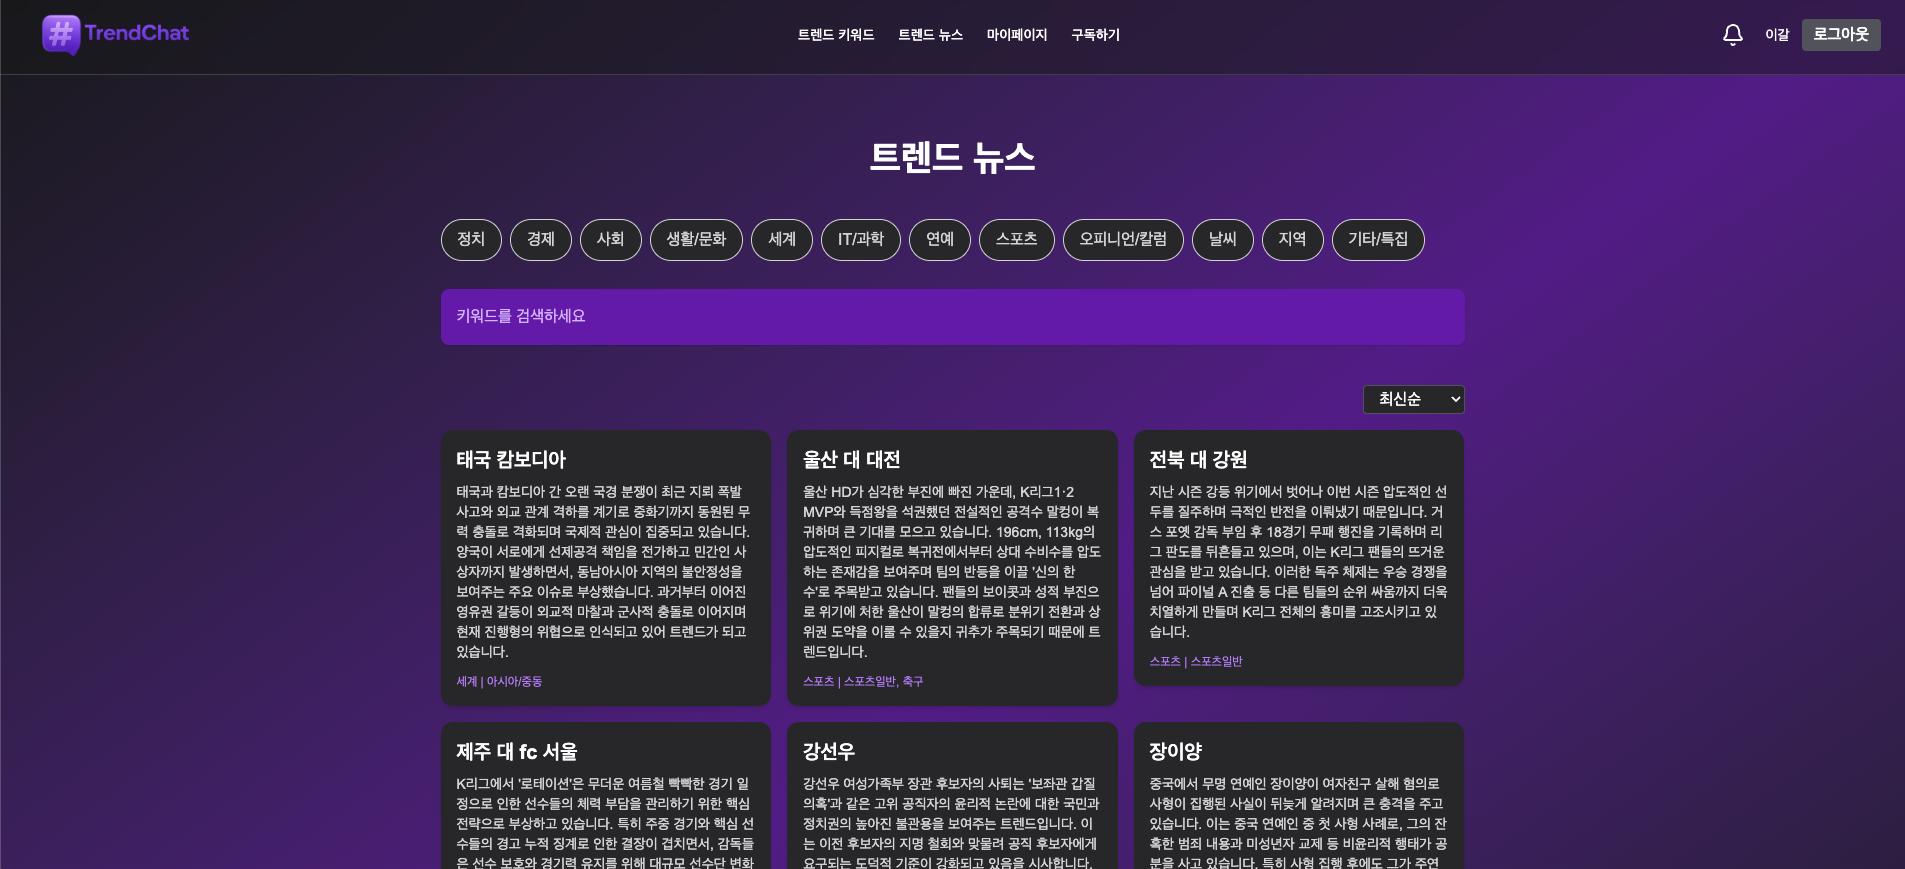 TrendChat
트렌드 키워드 트렌드 뉴스 마이페이지 구독하기
이갈 로그아웃
트렌드 뉴스
정치 경제 사회 생활/문화 세계 IT/과학 연예 스포츠 오피니언/칼럼 날씨 지역 기타/특집
키워드를 검색하세요
최신순
태국 캄보디아
태국과 캄보디아 간 오랜 국경 분쟁이 최근 지뢰 폭발
사고와 외교 관계 격하를 계기로 중화기까지 동원된 무
력 충돌로 격화되며 국제적 관심이 집중되고 있습니다.
양국이 서로에게 선제공격 책임을 전가하고 민간인 사
상자까지 발생하면서, 동남아시아 지역의 불안정성을
보여주는 주요 이슈로 부상했습니다. 과거부터 이어진
영유권 갈등이 외교적 마찰과 군사적 충돌로 이어지며
현재 진행형의 위협으로 인식되고 있어 트렌드가 되고
있습니다.
세계 | 아시아/중동
울산 대 대전
울산 HD가 심각한 부진에 빠진 가운데, K리그1·2
MVP와 득점왕을 석권했던 전설적인 공격수 말컹이 복
귀하며 큰 기대를 모으고 있습니다. 196cm, 113kg의
압도적인 피지컬로 복귀전에서부터 상대 수비수를 압도
하는 존재감을 보여주며 팀의 반등을 이끌 '신의 한
수'로 주목받고 있습니다. 팬들의 보이콧과 성적 부진으
로 위기에 처한 울산이 말컹의 합류로 분위기 전환과 상
위권 도약을 이룰 수 있을지 귀추가 주목되기 때문에 트
렌드입니다.
스포츠 | 스포츠일반, 축구
전북 대 강원
지난 시즌 강등 위기에서 벗어나 이번 시즌 압도적인 선
두를 질주하며 극적인 반전을 이뤄냈기 때문입니다. 거
스 포옛 감독 부임 후 18경기 무패 행진을 기록하며 리
그 판도를 뒤흔들고 있으며, 이는 K리그 팬들의 뜨거운
관심을 받고 있습니다. 이러한 독주 체제는 우승 경쟁을
넘어 파이널 A 진출 등 다른 팀들의 순위 싸움까지 더욱
치열하게 만들며 K리그 전체의 흥미를 고조시키고 있
습니다.
스포츠 | 스포츠일반
제주 대 fc 서울
K리그에서 '로테이션'은 무더운 여름철 빡빡한 경기 일
정으로 인한 선수들의 체력 부담을 관리하기 위한 핵심
전략으로 부상하고 있습니다. 특히 주중 경기와 핵심 선
수들의 경고 누적 징계로 인한 결장이 겹치면서, 감독들
은 선수 보호와 경기력 유지를 위해 대규모 선수단 변화
강선우
강선우 여성가족부 장관 후보자의 사퇴는 '보좌관 갑질
의혹'과 같은 고위 공직자의 윤리적 논란에 대한 국민과
정치권의 높아진 불관용을 보여주는 트렌드입니다. 이
는 이전 후보자의 지명 철회와 맞물려 공직 후보자에게
요구되는 도덕적 기준이 강화되고 있음을 시사합니다.
장이양
중국에서 무명 연예인 장이양이 여자친구 살해 혐의로
사형이 집행된 사실이 뒤늦게 알려지며 큰 충격을 주고
있습니다. 이는 중국 연예인 중 첫 사형 사례로, 그의 잔
혹한 범죄 내용과 미성년자 교제 등 비윤리적 행태가 공
분을 사고 있습니다. 특히 사형 집행 후에도 그가 주연